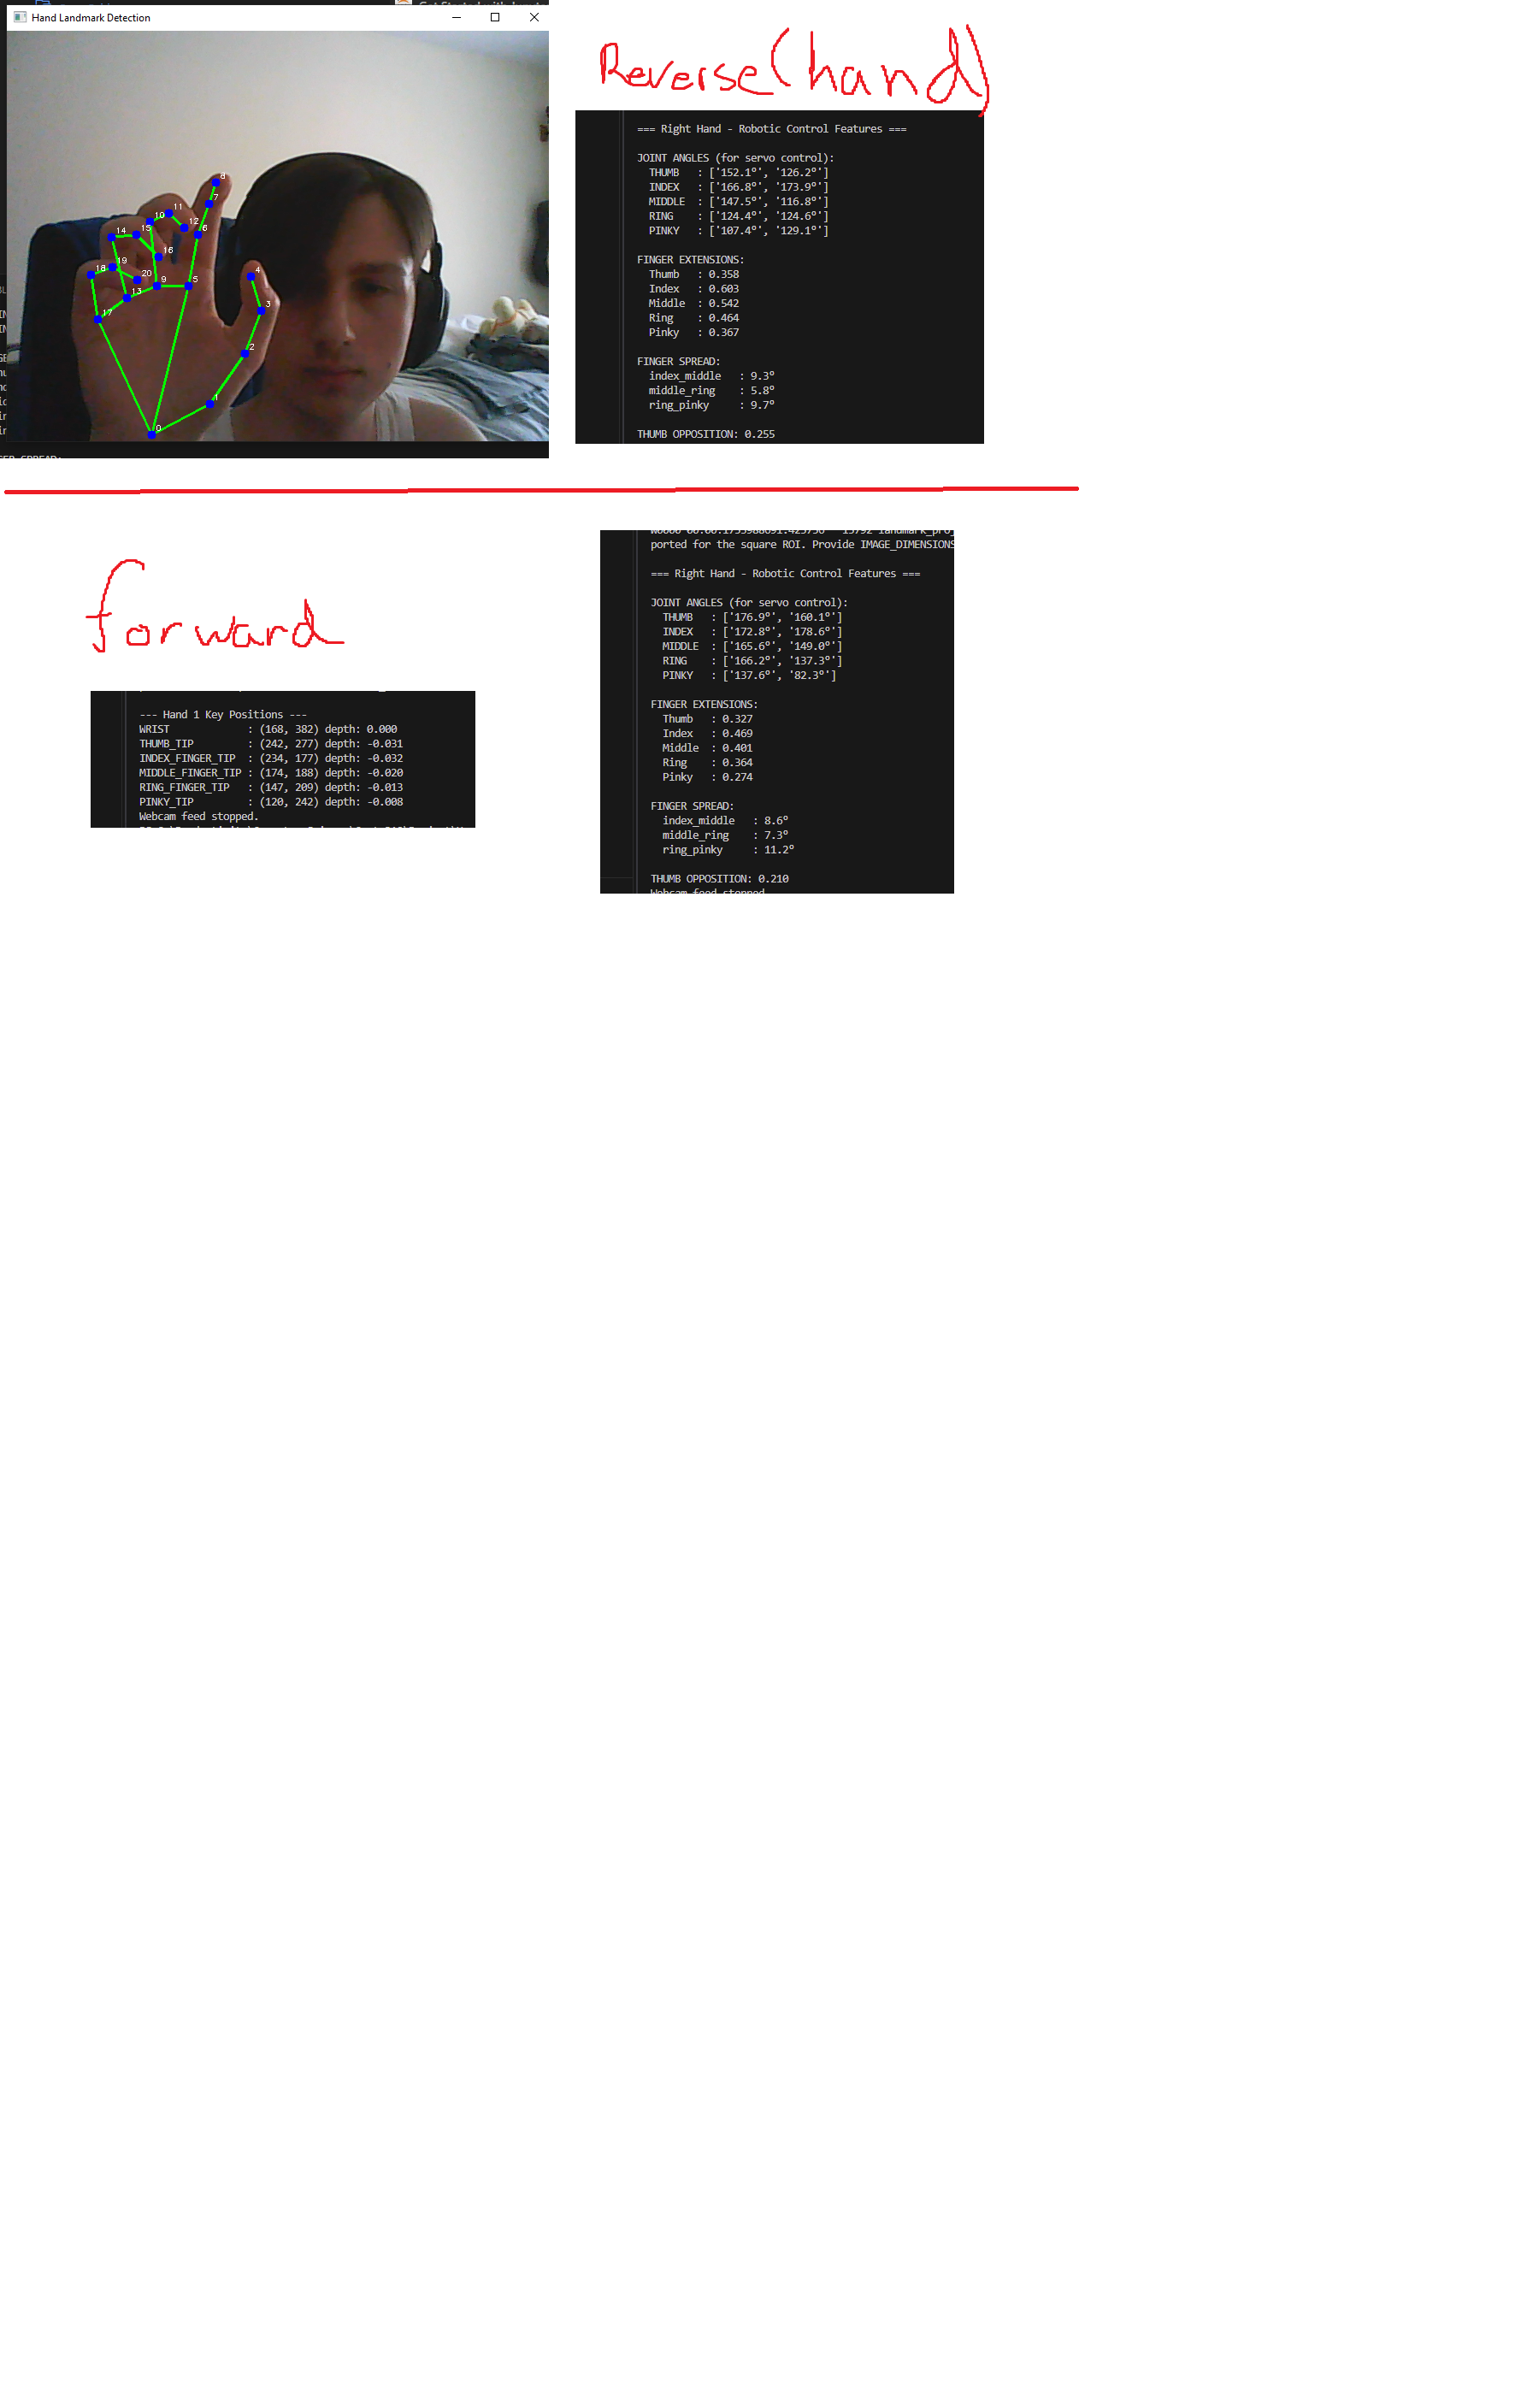 Hand Landmark Detection
8
7
11
10
12
14
15
6
16
19
18
20
9
5
4
13
3
17
2
1
0
Reverse(hand)
=== Right Hand - Robotic Control Features ===
JOINT ANGLES (for servo control):
THUMB : ['152.1°', '126.2°']
INDEX : ['166.8°', '173.9°']
MIDDLE : ['147.5°', '116.8°']
RING : ['124.4°', '124.6°']
PINKY : ['107.4°', '129.1°']
FINGER EXTENSIONS:
Thumb : 0.358
Index : 0.603
Middle : 0.542
Ring : 0.464
Pinky : 0.367
FINGER SPREAD:
index_middle : 9.3°
middle_ring : 5.8°
ring_pinky : 9.7°
THUMB OPPOSITION: 0.255
forward
--- Hand 1 Key Positions ---
WRIST : (168, 382) depth: 0.000
THUMB_TIP : (242, 277) depth: -0.031
INDEX_FINGER_TIP : (234, 177) depth: -0.032
MIDDLE_FINGER_TIP : (174, 188) depth: -0.020
RING_FINGER_TIP : (147, 209) depth: -0.013
PINKY_TIP : (120, 242) depth: -0.008
Webcam feed stopped.
ported for the square ROI. Provide IMAGE_DIMENSIONS
=== Right Hand - Robotic Control Features ===
JOINT ANGLES (for servo control):
THUMB : ['176.9°', '160.1°']
INDEX : ['172.8°', '178.6°']
MIDDLE : ['165.6°', '149.0°']
RING : ['166.2°', '137.3°']
PINKY : ['137.6°', '82.3°']
FINGER EXTENSIONS:
Thumb : 0.327
Index : 0.469
Middle : 0.401
Ring : 0.364
Pinky : 0.274
FINGER SPREAD:
index_middle : 8.6°
middle_ring : 7.3°
ring_pinky : 11.2°
THUMB OPPOSITION: 0.210
Webcam feed stopped